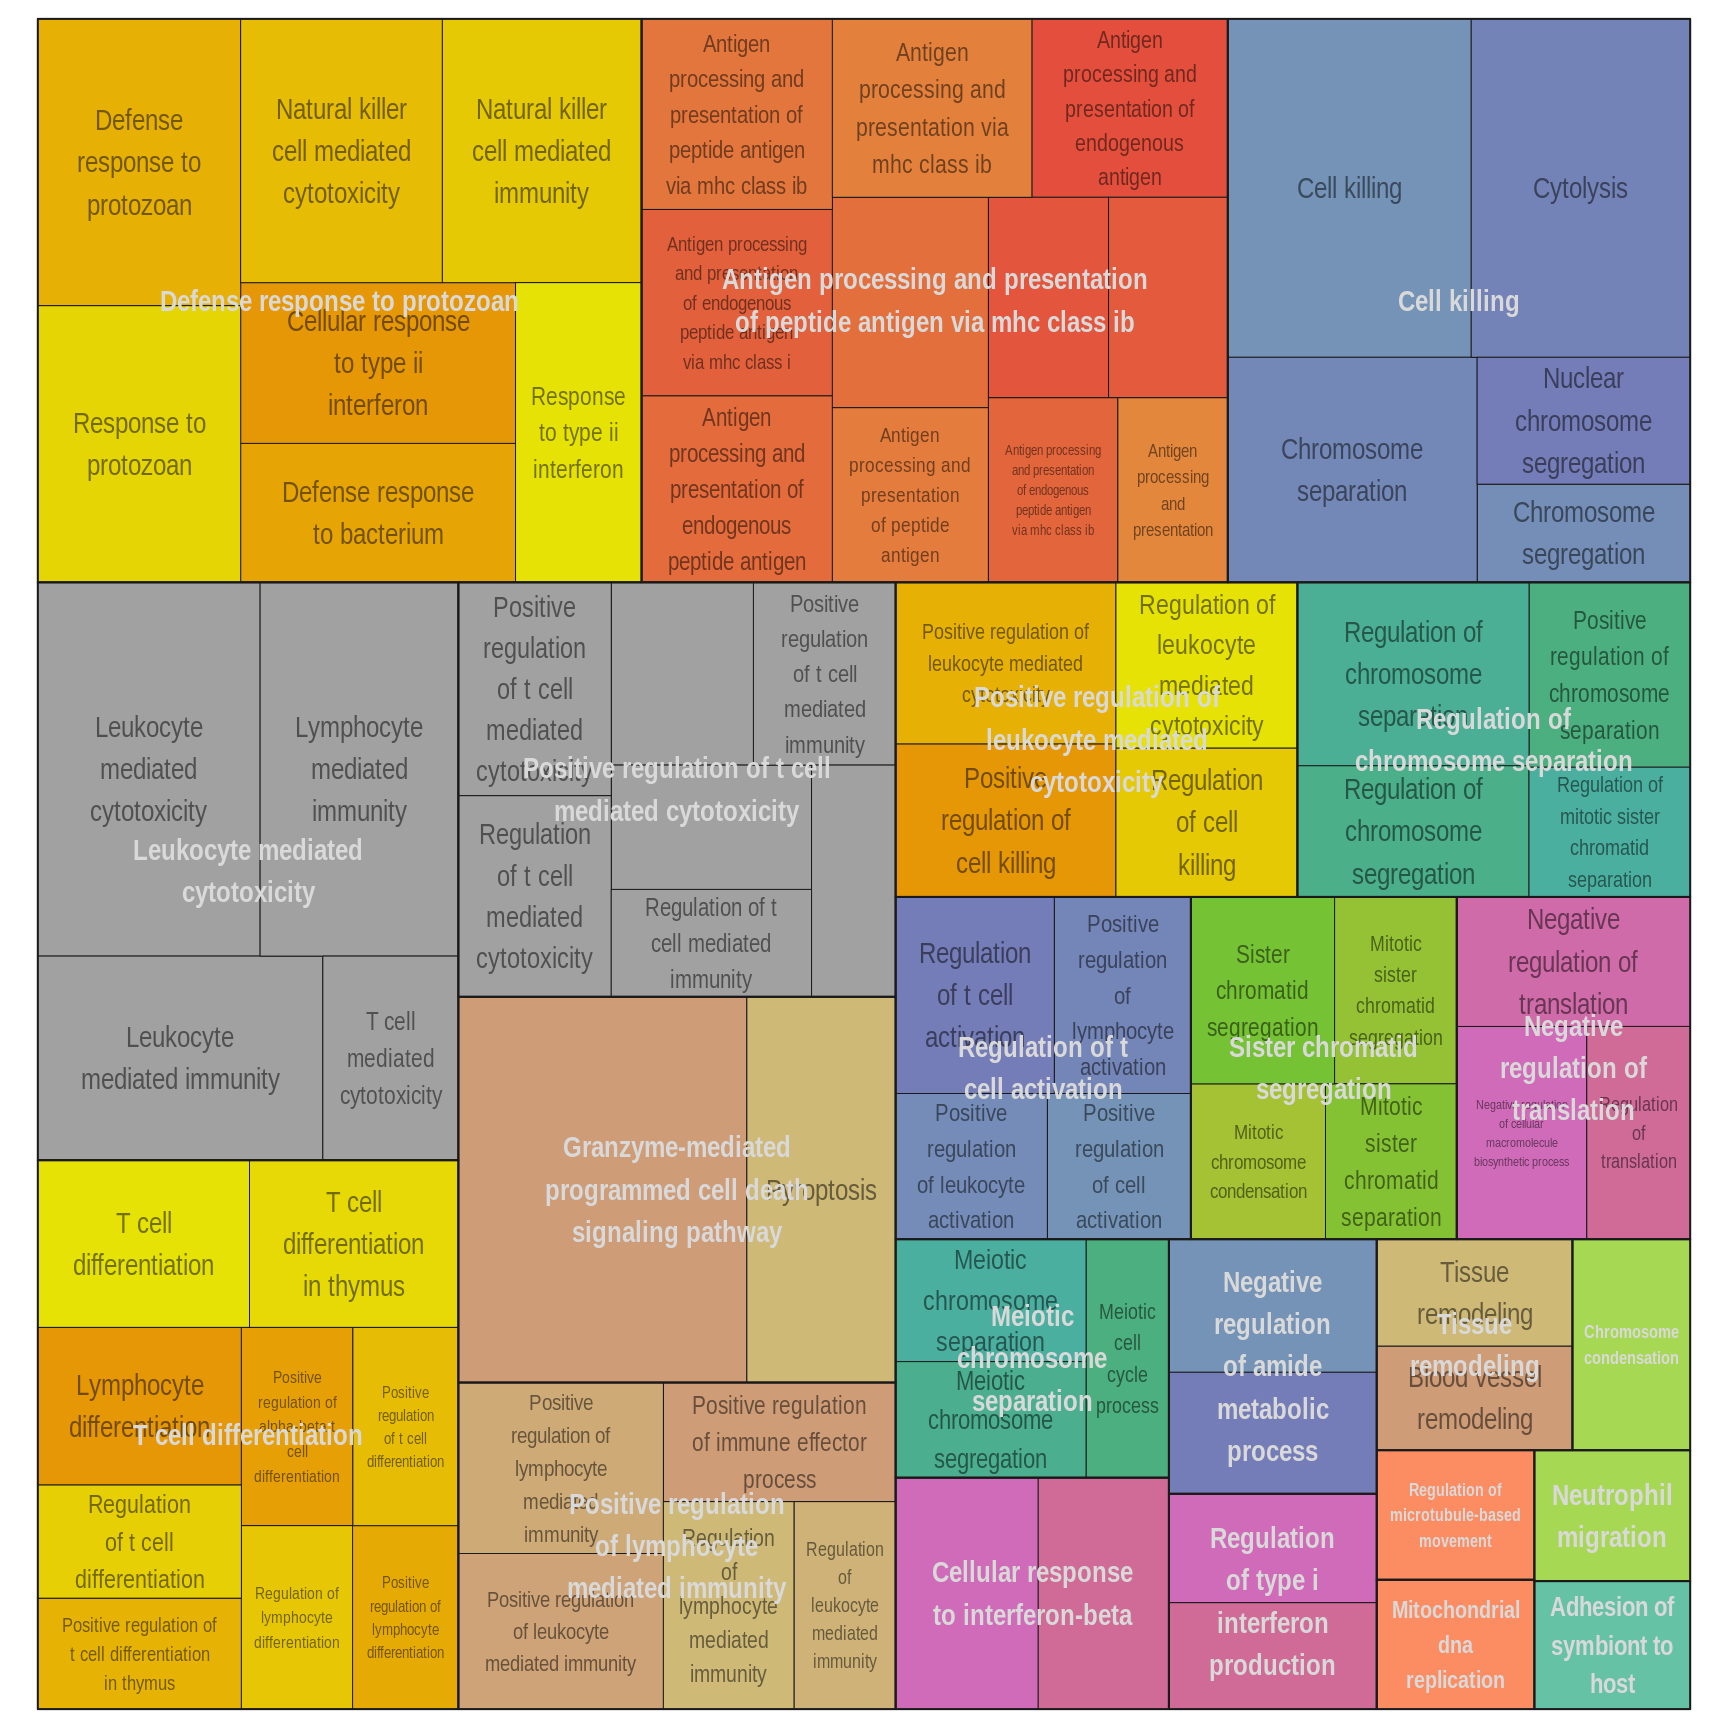 Defense
response to
protozoan
Natural killer
cell mediated
cytotoxicity
Natural killer
cell mediated
immunity
Response to
protozoan
Cellular response
to type ii
interferon
Defense response
to bacterium
Response
to type ii
interferon
Defense response to protozoan
Antigen
processing and
presentation of
peptide antigen
via mhc class ib
Antigen
processing and
presentation via
mhc class ib
Antigen
processing and
presentation of
endogenous
antigen
Antigen processing
and presentation
of endogenous
peptide antigen
via mhc class i
Antigen
processing and
presentation of
endogenous
peptide antigen
Antigen
processing and
presentation
of peptide
antigen
Antigen processing
and presentation
of endogenous
peptide antigen
via mhc class ib
Antigen
processing
and
presentation
Antigen processing and presentation
of peptide antigen via mhc class ib
Cell killing
Cytolysis
Chromosome
separation
Nuclear
chromosome
segregation
Chromosome
segregation
Cell killing
Leukocyte
mediated
cytotoxicity
Lymphocyte
mediated
immunity
Leukocyte
mediated immunity
T cell
mediated
cytotoxicity
Leukocyte mediated
cytotoxicity
Positive
regulation
of t cell
mediated
cytotoxicity
Positive
regulation
of t cell
mediated
immunity
Regulation
of t cell
mediated
cytotoxicity
Regulation of t
cell mediated
immunity
Positive regulation of t cell
mediated cytotoxicity
Positive regulation of
leukocyte mediated
cytotoxicity
Regulation of
leukocyte
mediated
cytotoxicity
Positive
regulation of
cell killing
Regulation
of cell
killing
Positive regulation of
leukocyte mediated
cytotoxicity
Regulation of
chromosome
separation
Positive
regulation of
chromosome
separation
Regulation of
chromosome
segregation
Regulation of
mitotic sister
chromatid
separation
Regulation of
chromosome separation
Regulation
of t cell
activation
Positive
regulation
of
lymphocyte
activation
Positive
regulation
of leukocyte
activation
Positive
regulation
of cell
activation
Regulation of t
cell activation
Sister
chromatid
segregation
Mitotic
sister
chromatid
segregation
Mitotic
chromosome
condensation
Mitotic
sister
chromatid
separation
Sister chromatid
segregation
Negative
regulation of
translation
Negative regulation
of cellular
macromolecule
biosynthetic process
Regulation
of
translation
Negative
regulation of
translation
T cell
differentiation
T cell
differentiation
in thymus
Lymphocyte
differentiation
Positive
regulation of
alpha-beta t
cell
differentiation
Positive
regulation
of t cell
differentiation
Regulation
of t cell
differentiation
Positive regulation of
t cell differentiation
in thymus
Regulation of
lymphocyte
differentiation
Positive
regulation of
lymphocyte
differentiation
T cell differentiation
Pyroptosis
Granzyme-mediated
programmed cell death
signaling pathway
Positive
regulation of
lymphocyte
mediated
immunity
Positive regulation
of immune effector
process
Positive regulation
of leukocyte
mediated immunity
Regulation
of
lymphocyte
mediated
immunity
Regulation
of
leukocyte
mediated
immunity
Positive regulation
of lymphocyte
mediated immunity
Meiotic
chromosome
separation
Meiotic
cell
cycle
process
Meiotic
chromosome
segregation
Meiotic
chromosome
separation
Negative
regulation
of amide
metabolic
process
Tissue
remodeling
Blood vessel
remodeling
Tissue
remodeling
Chromosome
condensation
Cellular response
to interferon-beta
Regulation
of type i
interferon
production
Regulation of
microtubule-based
movement
Neutrophil
migration
Mitochondrial
dna
replication
Adhesion of
symbiont to
host